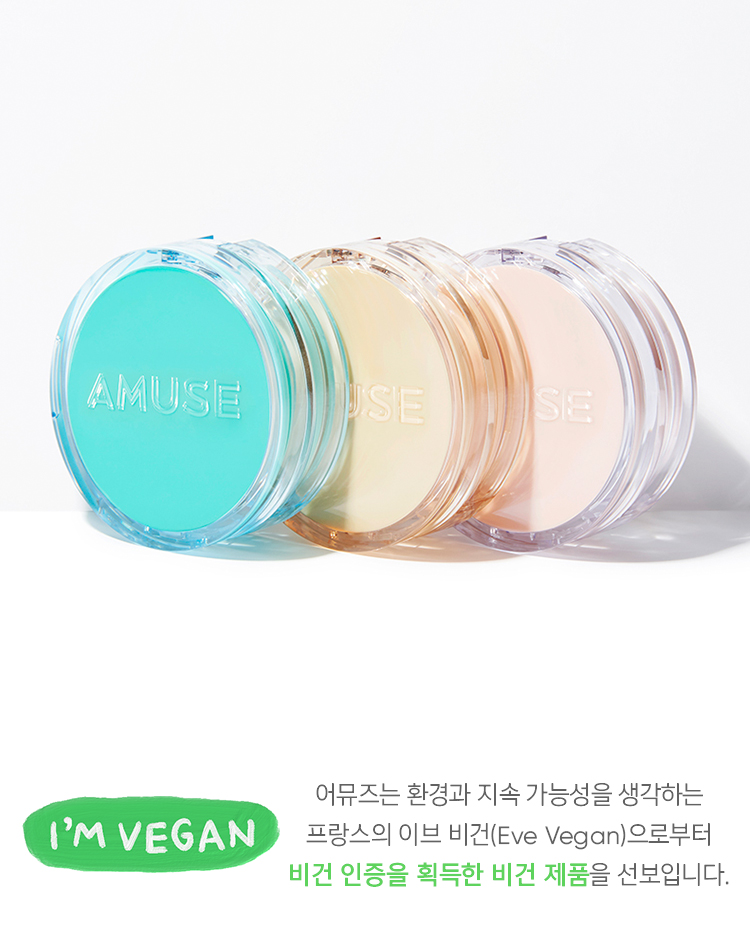 AMUSE
USE
SE
I'M VEGAN
어뮤즈는 환경과 지속 가능성을 생각하는
프랑스의 이브 비건(Eve Vegan)으로부터
비건 인증을 획득한 비건 제품을 선보입니다.